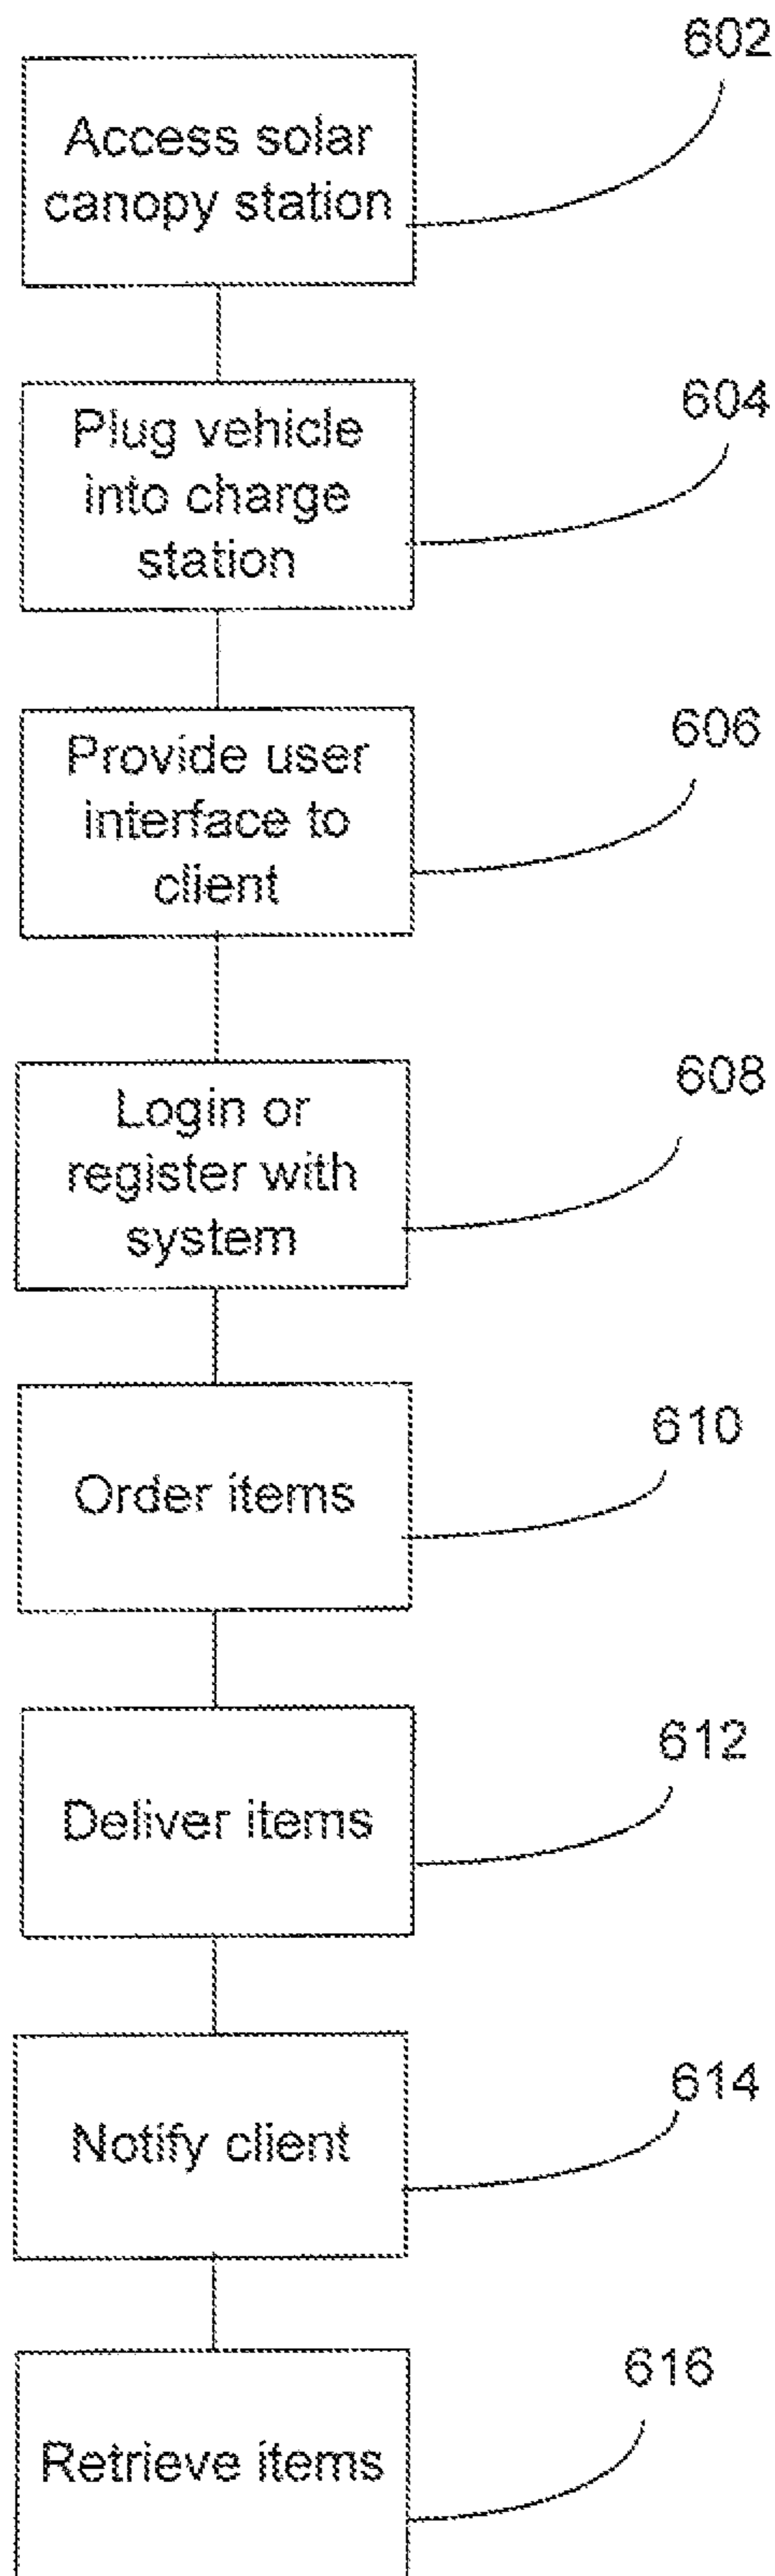 602
Access solar
canopy station
604
Plug vehicle
into charge
station
606
Provide user
interface to
client
608
Login or
register with
system
610
Order items
612
Deliver items
614
Notify client
616
Retrieve items